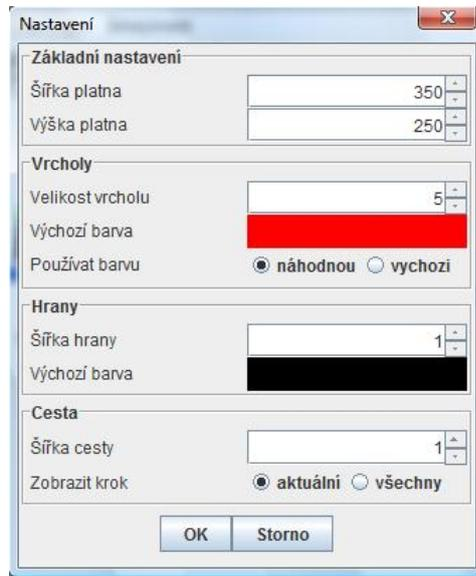 Nastavení
Základní nastavení
Šířka platna 350
Výška platna 250
Vrcholy
Velikost vrcholu 5
Výchozí barva
Používat barvu náhodnou vychozi
Hrany
Šířka hrany 1
Výchozí barva
Cesta
Šířka cesty 1
Zobrazit krok aktuální všechny
OK Storno